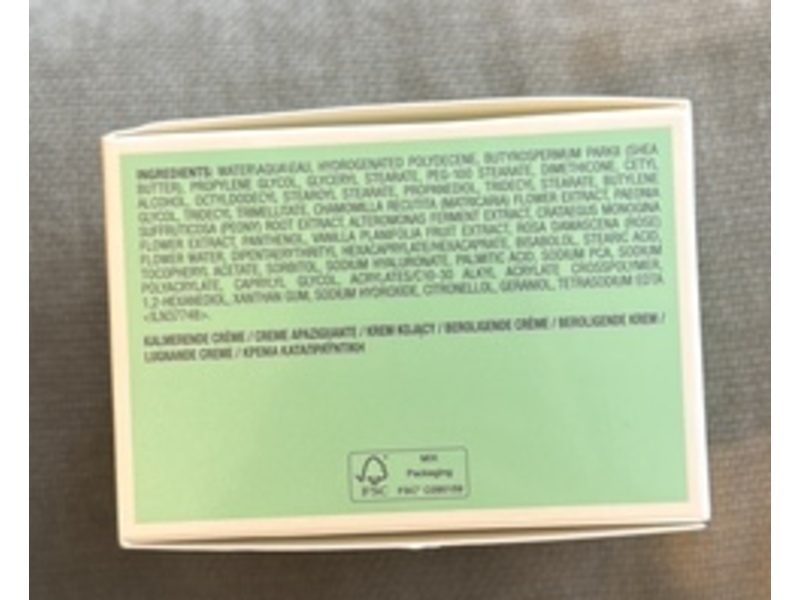 INGREDIENTS: WATER\AQUA\EAU, HYDROGENATED POLYDECENE, BUTYROSPERMUM PARKII (SHEA
BUTTER), PROPYLENE GLYCOL, GLYCERYL STEARATE, PEG-100 STEARATE, DIMETHICONE, CETYL
ALCOHOL, OCTYLDODECYL STEAROYL STEARATE, PROPANEDIOL, TRIDECYL STEARATE, BUTYLENE
GLYCOL, TRIDECYL TRIMELLITATE, CHAMOMILLA RECUTITA (MATRICARIA) FLOWER EXTRACT, PAEONIA
SUFFRUTICOSA (PEONY) ROOT EXTRACT, ALTEROMONAS FERMENT EXTRACT, CRATAEGUS MONOGINA
FLOWER EXTRACT, PANTHENOL, VANILLA PLANIFOLIA FRUIT EXTRACT, ROSA DAMASCENA (ROSE)
FLOWER WATER, DIPENTAERYTHRITYL HEXACAPRYLATE/HEXACAPRATE, BISABOLOL, STEARIC ACID,
TOCOPHERYL ACETATE, SORBITOL, SODIUM HYALURONATE, PALMITIC ACID, SODIUM PCA, SODIUM
POLYACRYLATE, CAPRYLYL GLYCOL, ACRYLATES/C10-30 ALKYL ACRYLATE CROSSPOLYMER,
1,2-HEXANEDIOL, XANTHAN GUM, SODIUM HYDROXIDE, CITRONELLOL, GERANIOL, TETRASODIUM EDTA
<ILN37748>.
KALMERENDE CRÈME / CREME APAZIGUANTE / KREM KOJĄCY / BEROLIGENDE CRÈME / BEROLIGENDE KREM /
LUGNANDE CREME / ΚΡΕΜΑ ΚΑΤΑΠΡΑΫΝΤΙΚΗ
MIX
Packaging
FSC FSC®